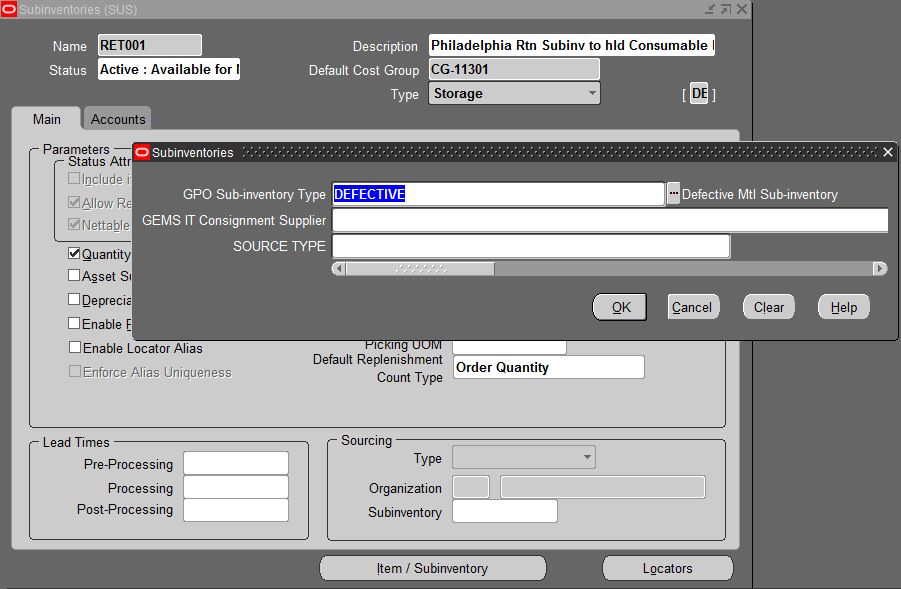 Subinventories (SUS)
Name RET001 Description Philadelphia Rtn Subinv to hld Consumable
Status Active : Available for Default Cost Group CG-11301
Type Storage [ DE ]
Main Accounts
Parameters
Status Attr
Include i
Allow Re
Nettable
Quantity
Asset Su
Deprecia
Enable
Enable Locator Alias
Enforce Alias Uniqueness
Subinventories
GPO Sub-inventory Type DEFECTIVE ... Defective Mtl Sub-inventory
GEMS IT Consignment Supplier
SOURCE TYPE
OK Cancel Clear Help
Picking UOM
Default Replenishment
Count Type Order Quantity
Lead Times
Pre-Processing
Processing
Post-Processing
Sourcing
Type
Organization
Subinventory
Item / Subinventory Locators